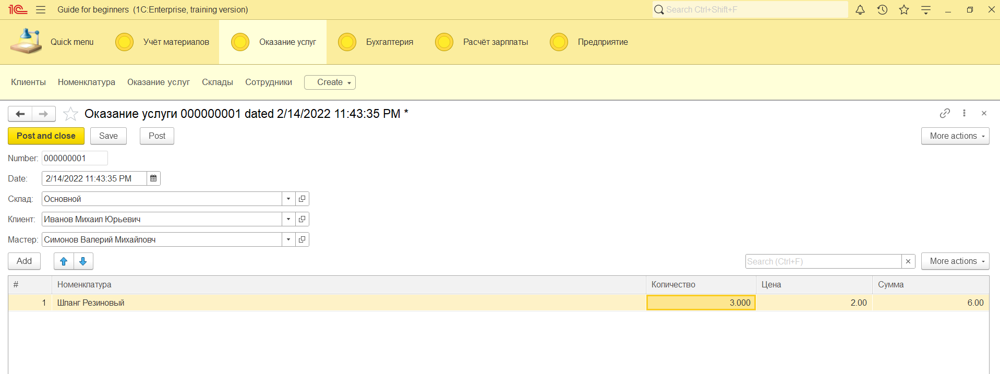 1С Guide for beginners (1C:Enterprise, training version) Search Ctrl+Shift+F
Quick menu Учёт материалов Оказание услуг Бухгалтерия Расчёт зарплаты Предприятие
Клиенты Номенклатура Оказание услуг Склады Сотрудники Create
Оказание услуги 000000001 dated 2/14/2022 11:43:35 PM *
Post and close Save Post More actions
Number: 000000001
Date: 2/14/2022 11:43:35 PM
Склад: Основной
Клиент: Иванов Михаил Юрьевич
Мастер: Симонов Валерий Михайловч
Add Search (Ctrl+F) × More actions
# Номенклатура Количество Цена Сумма
1 Шланг Резиновый 3.000 2.00 6.00